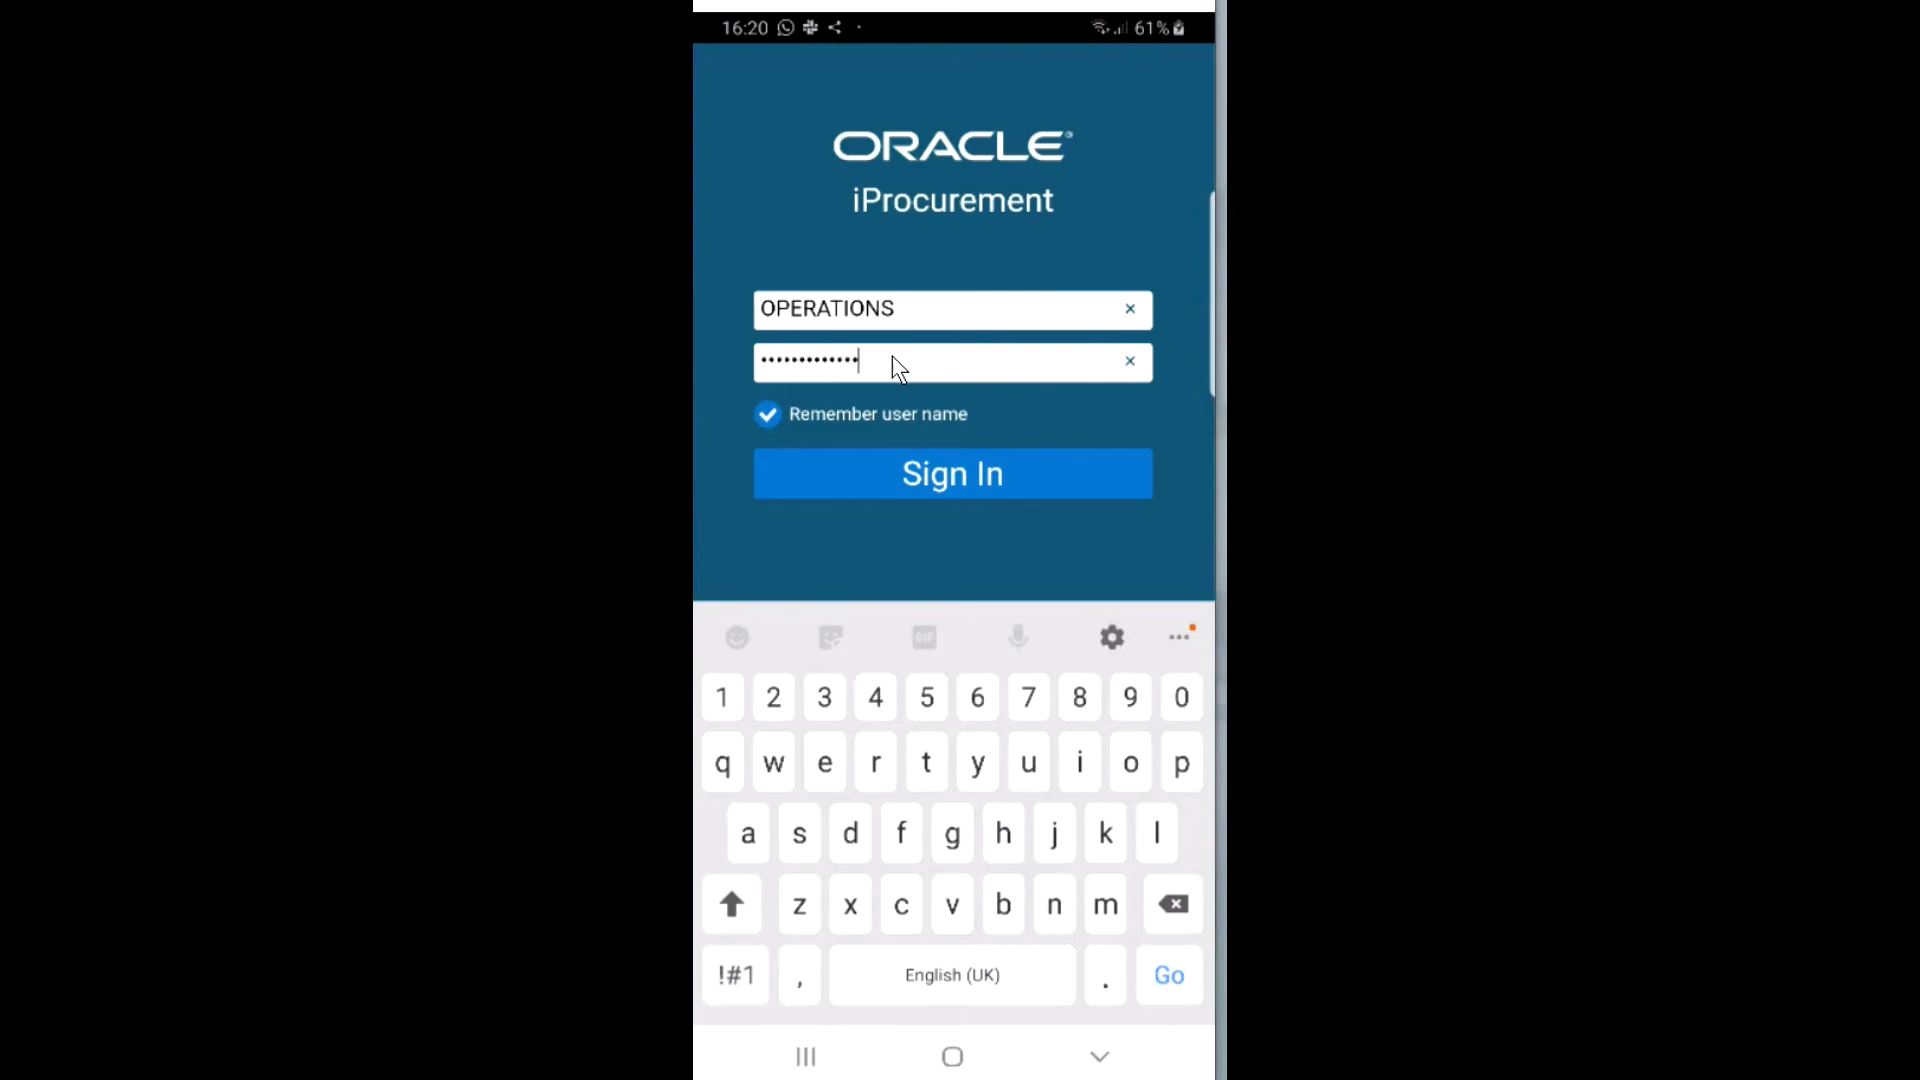 16:20 61%
ORACLE
iProcurement
OPERATIONS
•••••••••••••
Remember user name
Sign In
GIF
1 2 3 4 5 6 7 8 9 0
q w e r t y u i o p
a s d f g h j k l
z x c v b n m
!#1 , English (UK) . Go